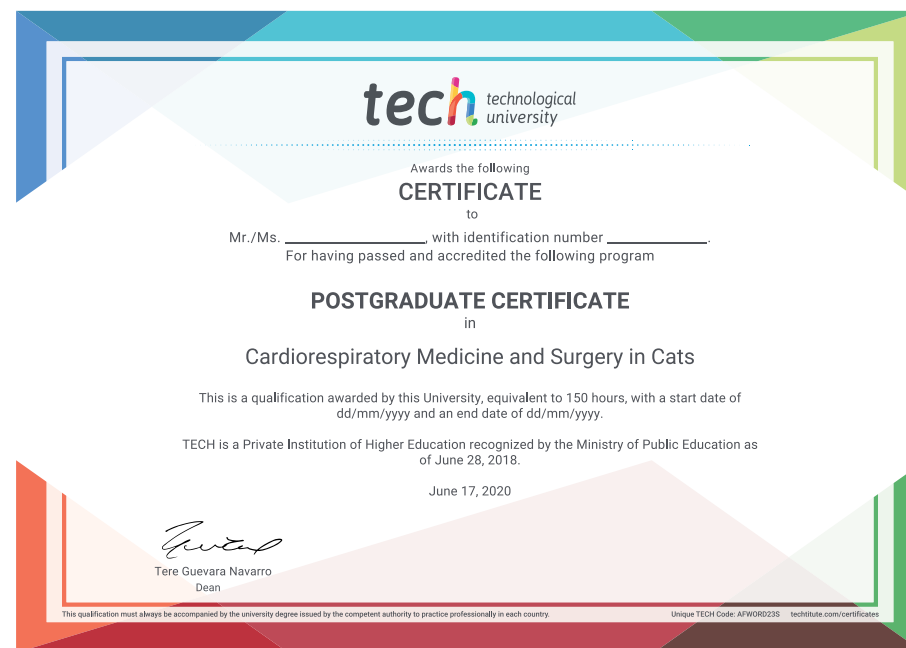 tech technological
university
Awards the following
CERTIFICATE
to
Mr./Ms. ____________________, with identification number ______________.
For having passed and accredited the following program
POSTGRADUATE CERTIFICATE
in
Cardiorespiratory Medicine and Surgery in Cats
This is a qualification awarded by this University, equivalent to 150 hours, with a start date of
dd/mm/yyyy and an end date of dd/mm/yyyy.
TECH is a Private Institution of Higher Education recognized by the Ministry of Public Education as
of June 28, 2018.
June 17, 2020
Tere Guevara Navarro
Dean
This qualification must always be accompanied by the university degree issued by the competent authority to practice professionally in each country.
Unique TECH Code: AFWORD23S techtitute.com/certificates